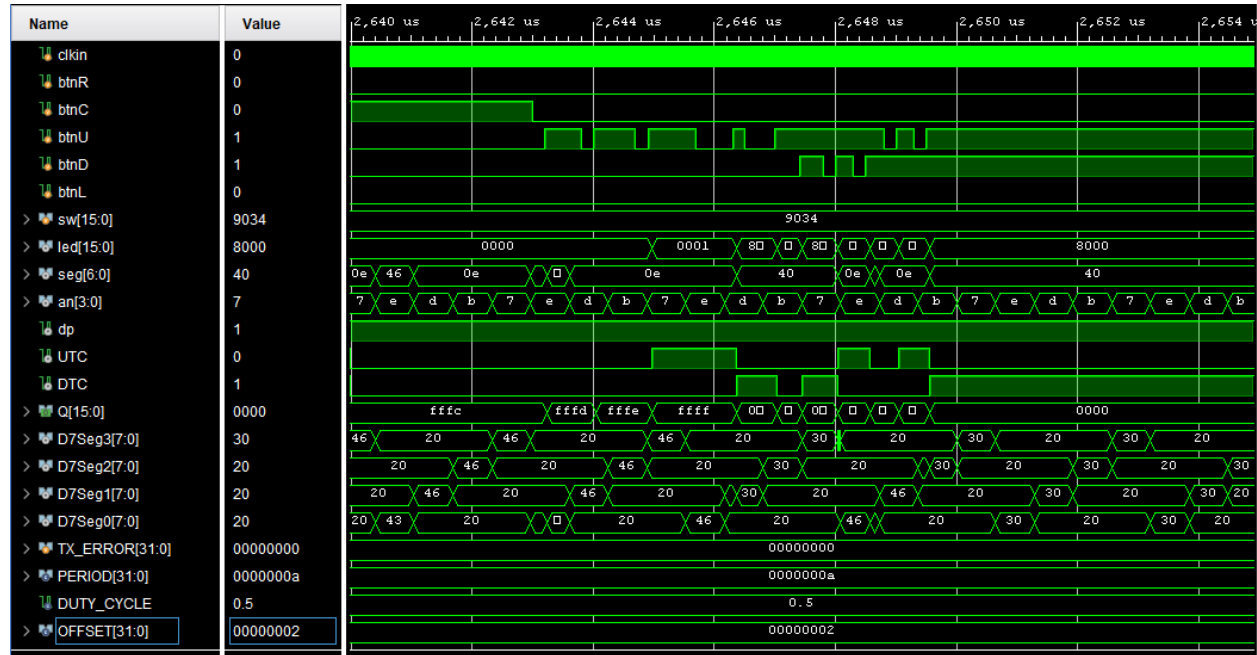 Name Value 2,640 us 2,642 us 2,644 us 2,646 us 2,648 us 2,650 us 2,652 us 2,654 u
clkin 0
btnR 0
btnC 0
btnU 1
btnD 1
btnL 0
sw[15:0] 9034 9034
led[15:0] 8000 0000 0001 8 8 8000
seg[6:0] 40 0e 46 0e 0e 40 0e 0e 40
an[3:0] 7 7 e d b 7 e d b 7 e d b 7 e d b 7 e d b 7 e d b
dp 1
UTC 0
DTC 1
Q[15:0] 0000 fffc fffd fffe ffff 00 00 0000
D7Seg3[7:0] 30 46 20 46 20 46 20 30 20 30 20 30 20
D7Seg2[7:0] 20 20 46 20 46 20 30 20 30 20 30 20 30
D7Seg1[7:0] 20 20 46 20 46 20 30 20 46 20 30 20 30 20
D7Seg0[7:0] 20 20 43 20 20 46 20 46 20 30 20 30 20
TX_ERROR[31:0] 00000000 00000000
PERIOD[31:0] 0000000a 0000000a
DUTY_CYCLE 0.5 0.5
OFFSET[31:0] 00000002 00000002